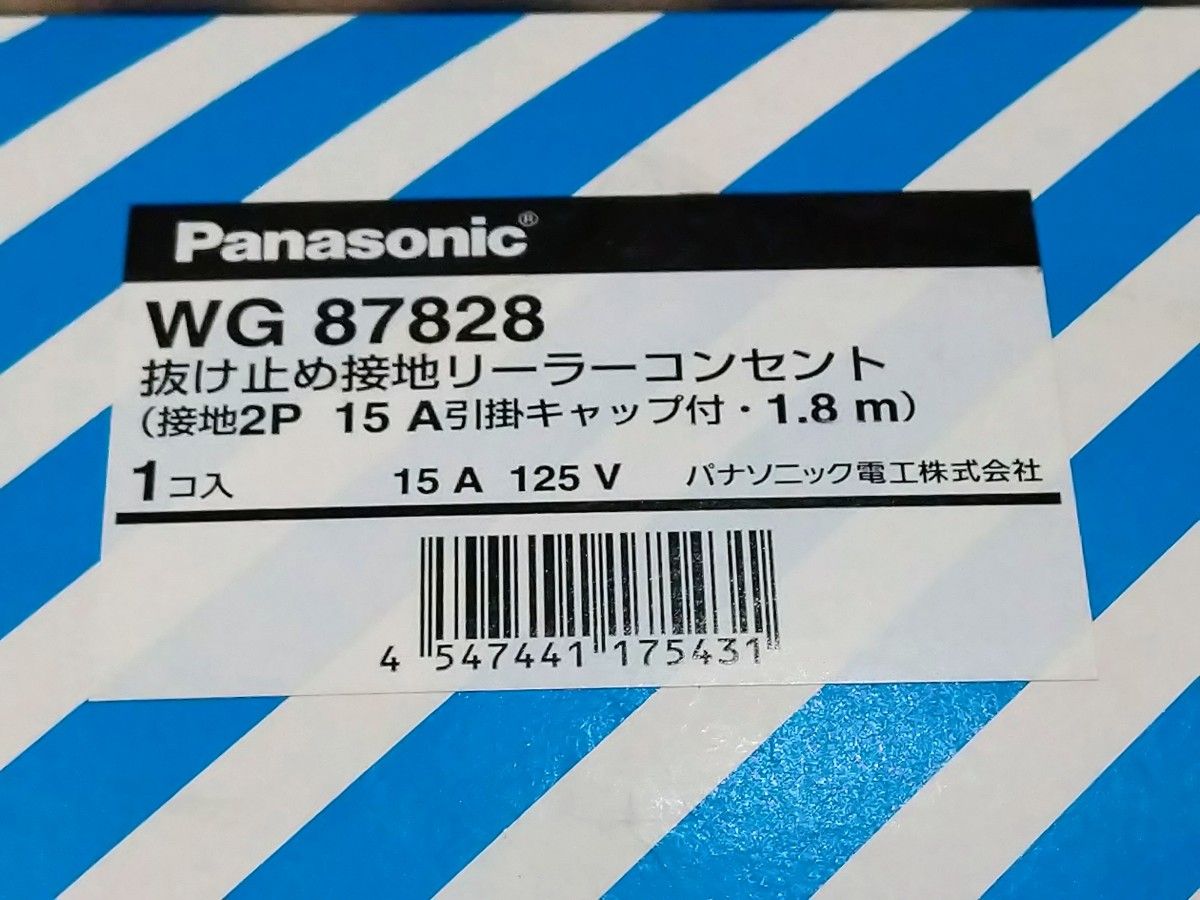 Panasonic®
WG 87828
抜け止め接地リーラーコンセント
(接地2P 15 A引掛キャップ付・1.8 m)
1コ入 15 A 125 V パナソニック電工株式会社
4 547441 175431